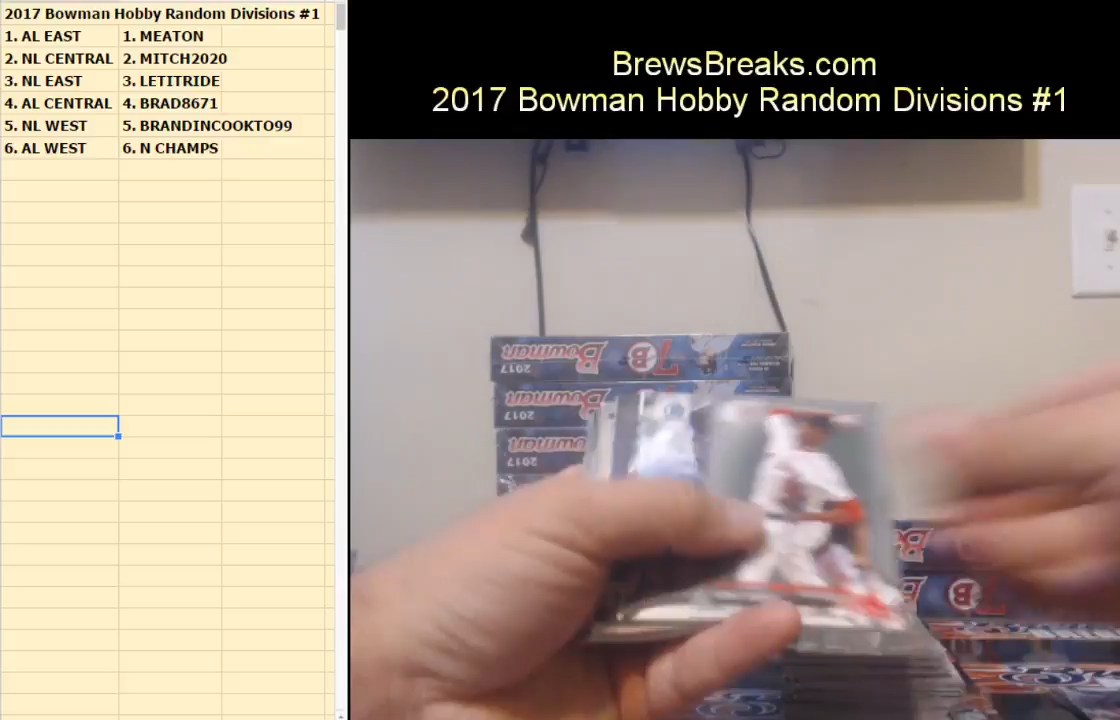 2017 Bowman Hobby Random Divisions #1
1. AL EAST 1. MEATON
2. NL CENTRAL 2. MITCH2020
3. NL EAST 3. LETITRIDE
4. AL CENTRAL 4. BRAD8671
5. NL WEST 5. BRANDINCOOKTO99
6. AL WEST 6. N CHAMPS
BrewsBreaks.com
2017 Bowman Hobby Random Divisions #1
Bowman
2017
Bowman
2017
Bowman
2017